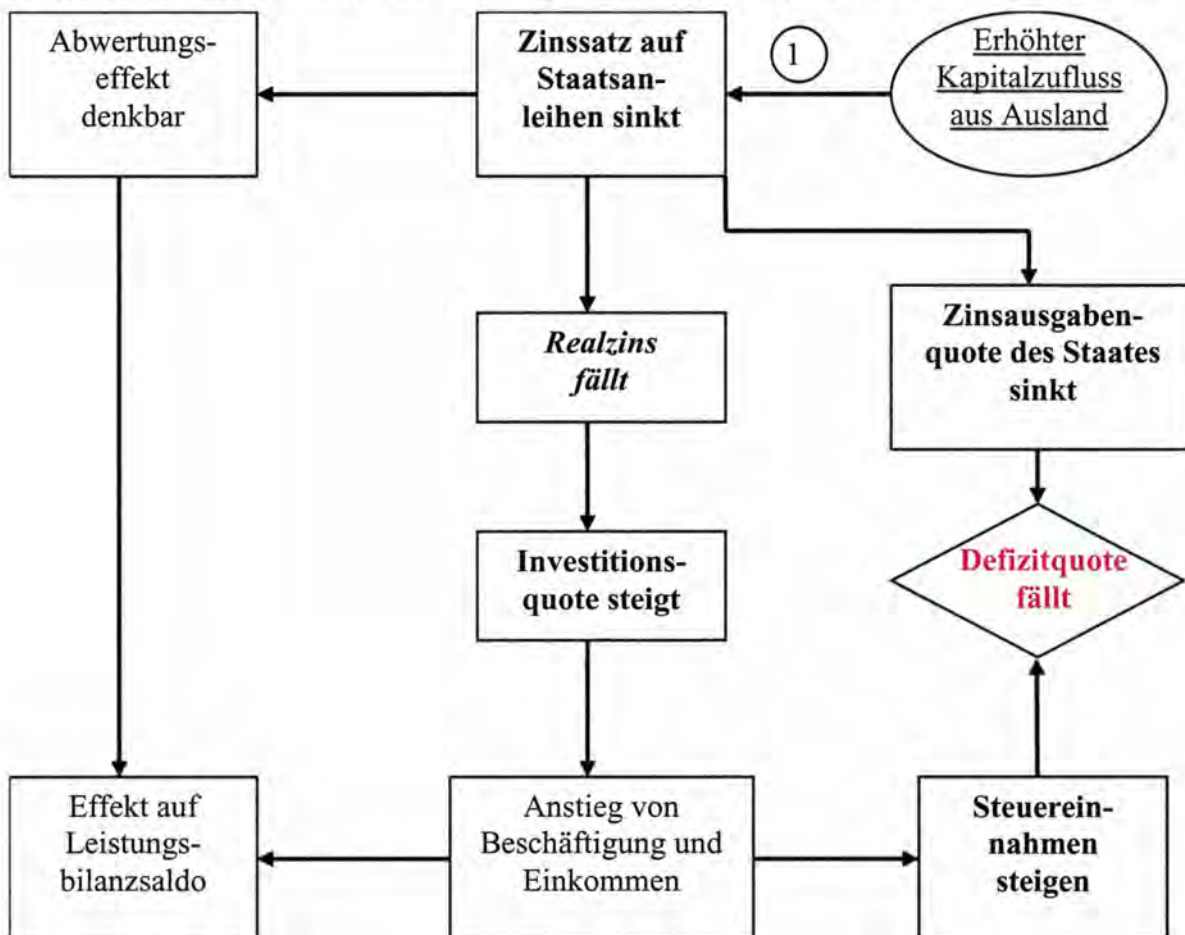 Abwertungs-
effekt
denkbar
Zinssatz auf
Staatsan-
leihen sinkt
1
Erhöhter
Kapitalzufluss
aus Ausland
Realzins
fällt
Zinsausgaben-
quote des Staates
sinkt
Investitions-
quote steigt
Defizitquote
fällt
Effekt auf
Leistungs-
bilanzsaldo
Anstieg von
Beschäftigung und
Einkommen
Steuerein-
nahmen
steigen